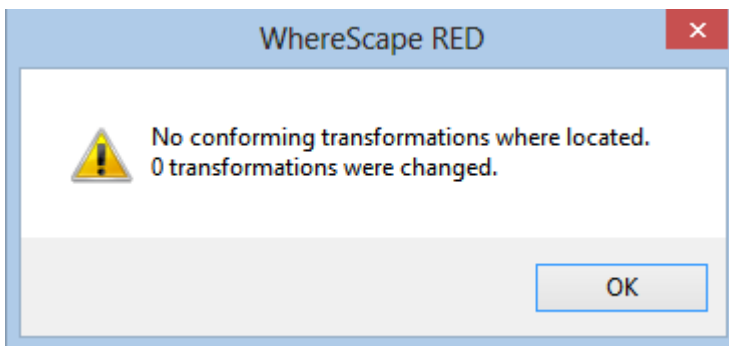 WhereScape RED
No conforming transformations where located.
0 transformations were changed.
OK